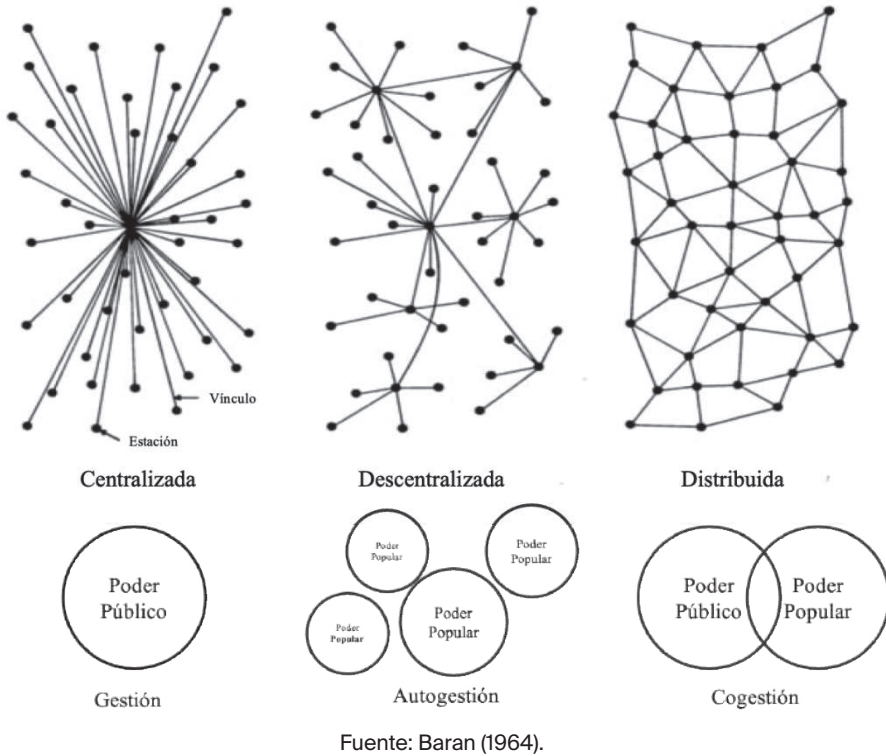 Vínculo
Estación
Centralizada
Descentralizada
Distribuida
Poder
Público
Poder
Popular
Poder
Popular
Poder
Popular
Poder
Popular
Poder
Público
Poder
Popular
Gestión
Autogestión
Cogestión
Fuente: Baran (1964).